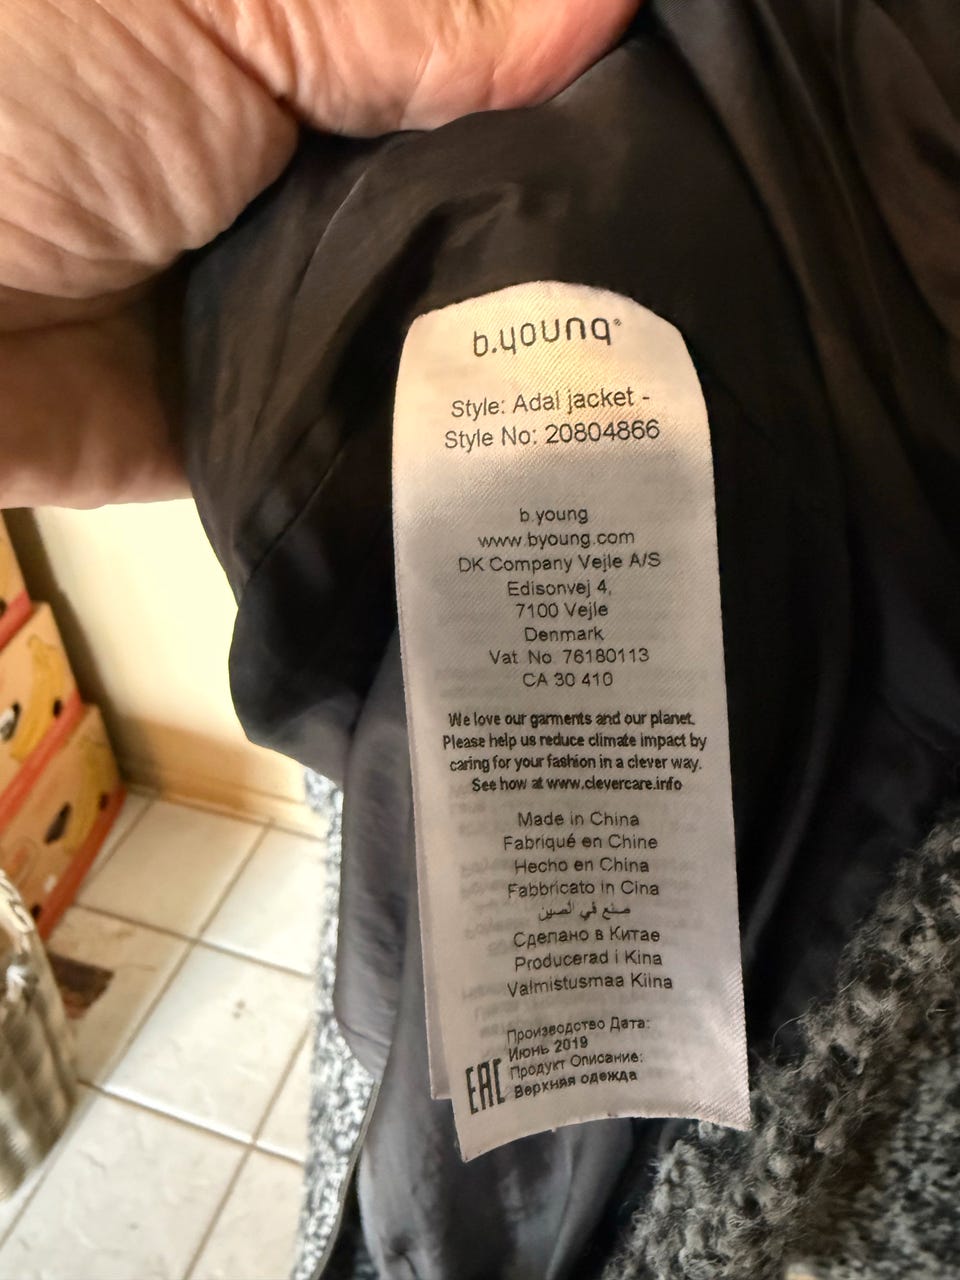 b.young®
Style: Adal jacket -
Style No: 20804866
b.young
www.byoung.com
DK Company Vejle A/S
Edisonvej 4,
7100 Vejle
Denmark
Vat. No. 76180113
CA 30 410
We love our garments and our planet.
Please help us reduce climate impact by
caring for your fashion in a clever way.
See how at www.clevercare.info
Made in China
Fabriqué en Chine
Hecho en China
Fabbricato in Cina
صنع في الصين
Сделано в Китае
Producerad i Kina
Valmistusmaa Kiina
Производство Дата:
Июнь 2019
Продукт Описание:
Верхняя одежда
EAC